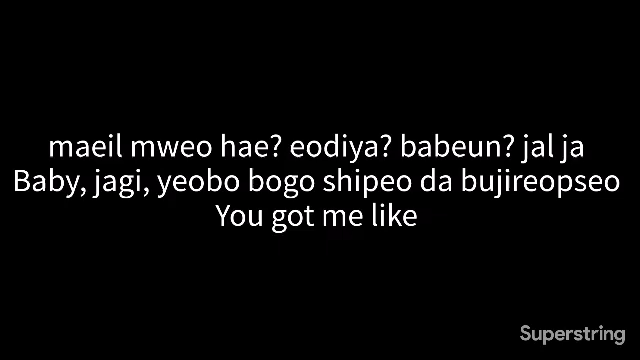 maeil mweo hae? eodiya? babeun? jal ja
Baby, jagi, yeobo bogo shipeo da bujireopseo
You got me like
Superstring